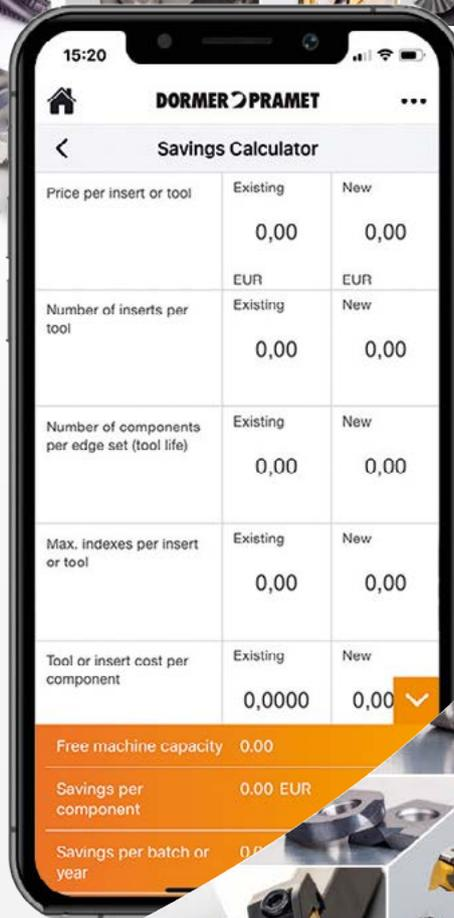 15:20
DORMER PRAMET
Savings Calculator
Price per insert or tool
Existing
New
0,00
0,00
EUR
EUR
Number of inserts per
tool
Existing
New
0,00
0,00
Number of components
per edge set (tool life)
Existing
New
0,00
0,00
Max. indexes per insert
or tool
Existing
New
0,00
0,00
Tool or insert cost per
component
Existing
New
0,0000
0,00
Free machine capacity 0.00
Savings per
component
0.00 EUR
Savings per batch or
year